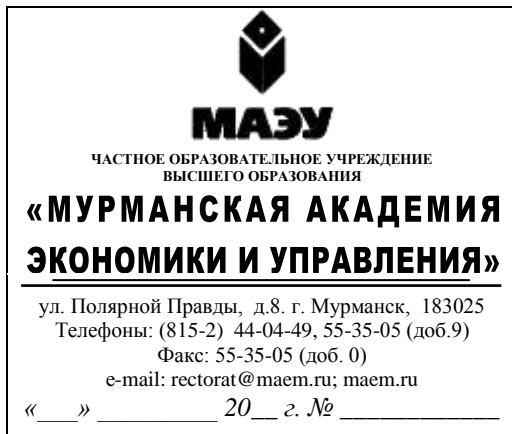 МАЭУ
ЧАСТНОЕ ОБРАЗОВАТЕЛЬНОЕ УЧРЕЖДЕНИЕ
ВЫСШЕГО ОБРАЗОВАНИЯ
«МУРМАНСКАЯ АКАДЕМИЯ
ЭКОНОМИКИ И УПРАВЛЕНИЯ»
ул. Полярной Правды, д.8. г. Мурманск, 183025
Телефоны: (815-2) 44-04-49, 55-35-05 (доб.9)
Факс: 55-35-05 (доб. 0)
e-mail: rectorat@maem.ru; maem.ru
«___» _________ 20__ г. № ____________